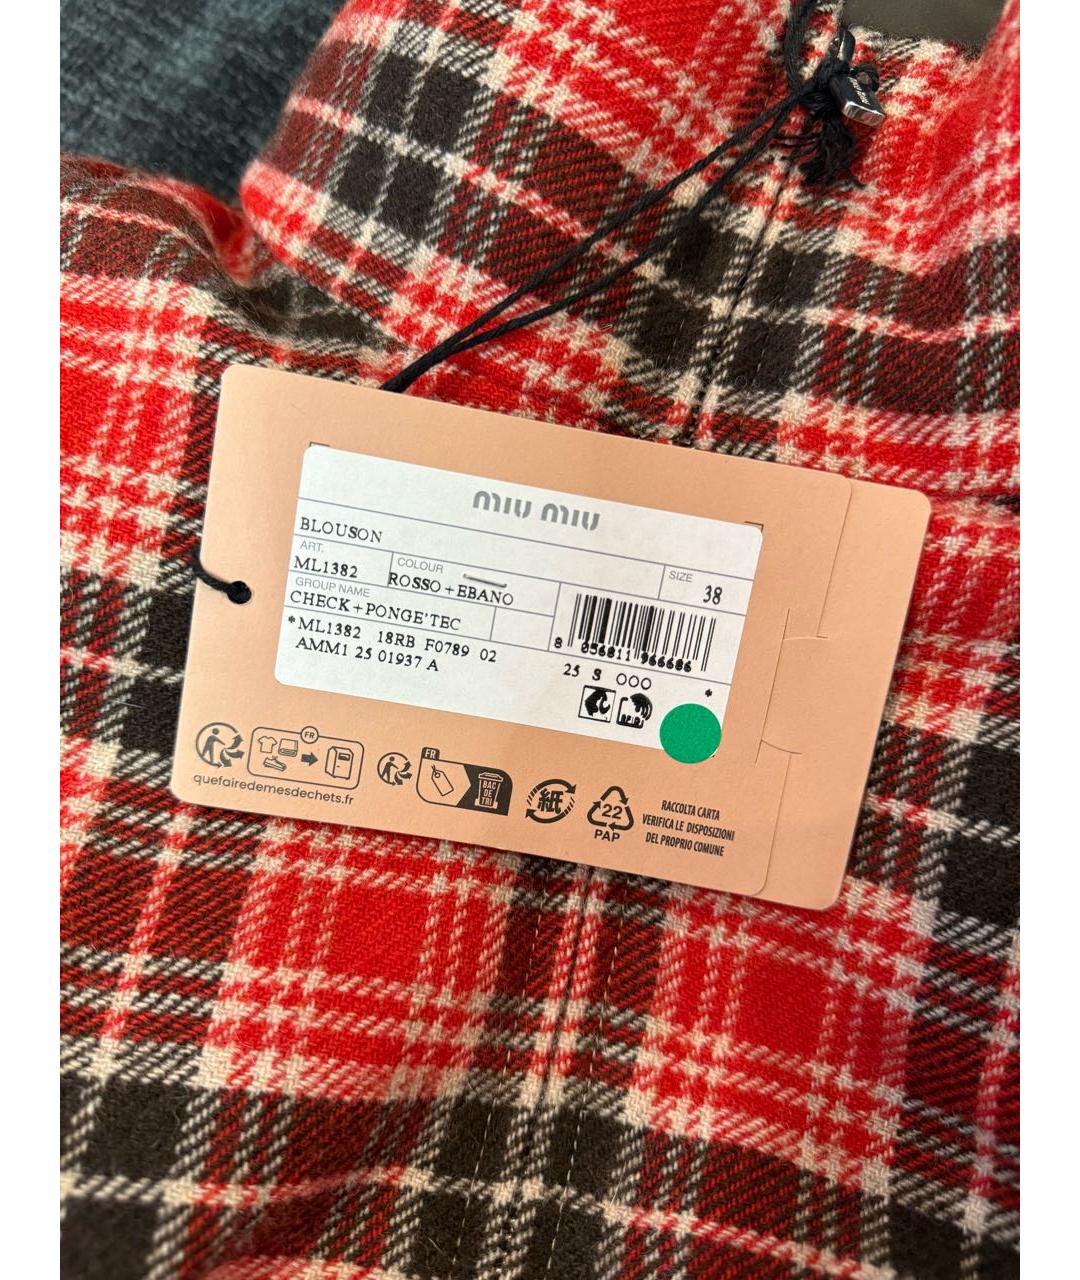 miu miu
BLOUSON
ART.
ML1382
COLOUR
ROSSO+EBANO
SIZE
38
GROUP NAME
CHECK+PONGE'TEC
*ML1382 18RB F0789 02
AMM1 25 01937 A
8 056811 966686
25 S OOO
*
FR
quefairedemesdechets.fr
FR
BAC
DE
TRI
紙
22
PAP
RACCOLTA CARTA
VERIFICA LE DISPOSIZIONI
DEL PROPRIO COMUNE